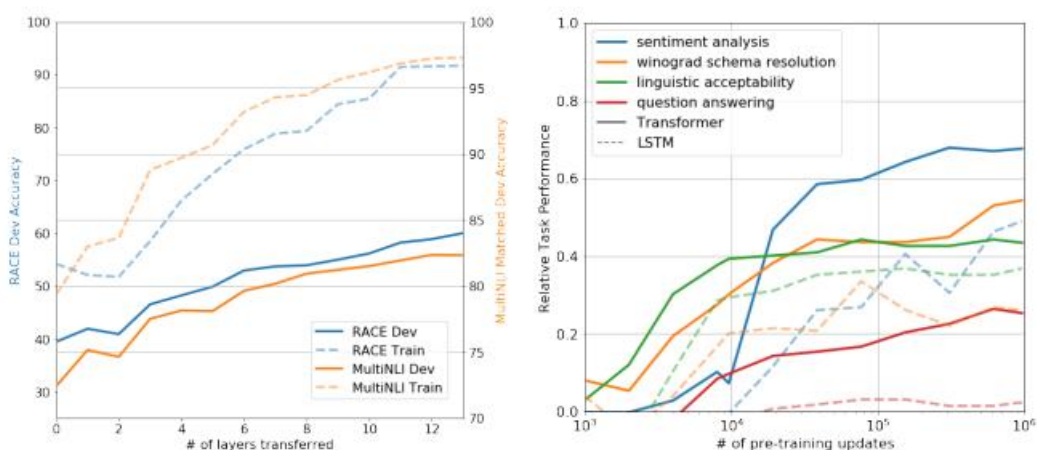 100
90
80
70
60
50
40
30
RACE Dev Accuracy
100
95
90
85
80
75
70
MultiNLI Matched Dev Accuracy
RACE Dev
RACE Train
MultiNLI Dev
MultiNLI Train
0 2 4 6 8 10 12
# of layers transferred
1.0
0.8
0.6
0.4
0.2
0.0
Relative Task Performance
sentiment analysis
winograd schema resolution
linguistic acceptability
question answering
Transformer
LSTM
10³ 10⁴ 10⁵ 10⁶
# of pre-training updates